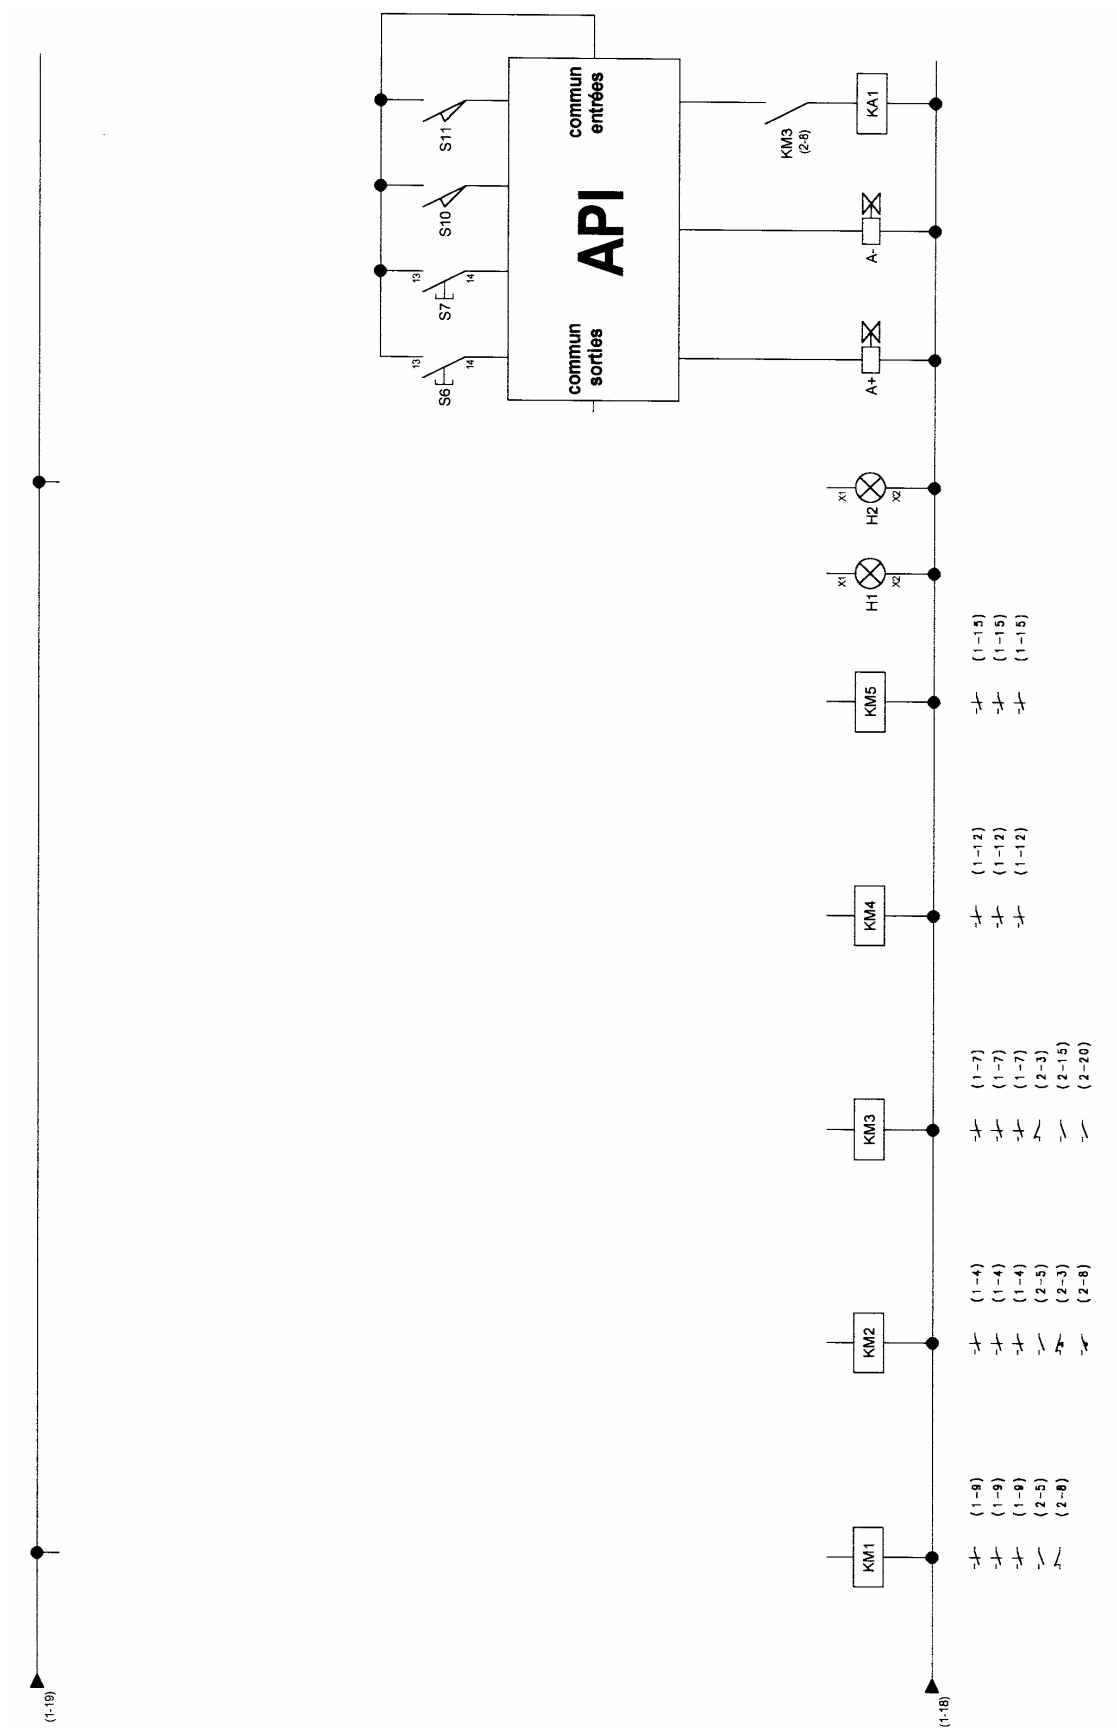 commun
entrées
API
commun
sorties
S11
S10
13
14
S7
13
14
S6
KM3
(2-8)
KA1
A-
A+
X1
X2
H2
X1
X2
H1
KM5
(1-15)
(1-15)
(1-15)
KM4
(1-12)
(1-12)
(1-12)
KM3
(1-7)
(1-7)
(1-7)
(2-3)
(2-15)
(2-20)
KM2
(1-4)
(1-4)
(1-4)
(2-5)
(2-3)
(2-8)
KM1
(1-9)
(1-9)
(1-9)
(2-5)
(2-8)
(1-19)
(1-18)